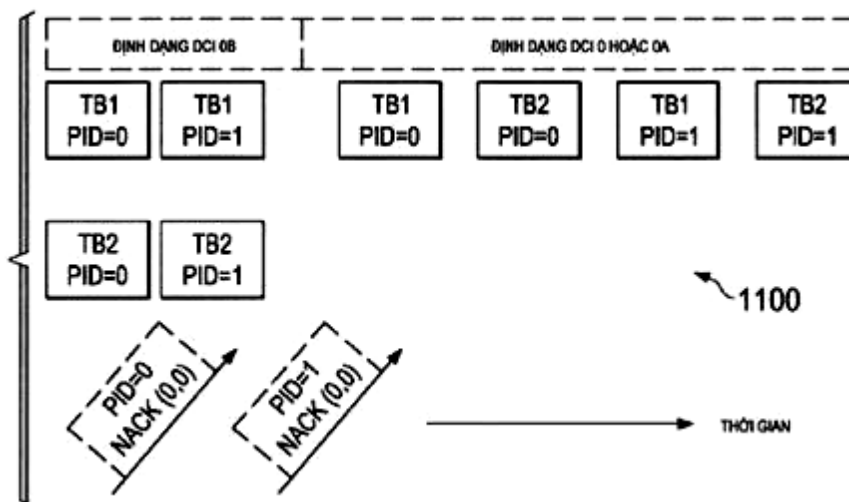 ĐỊNH DẠNG DCI 0B
ĐỊNH DẠNG DCI 0 HOẶC 0A
TB1
PID=0
TB1
PID=1
TB1
PID=0
TB2
PID=0
TB1
PID=1
TB2
PID=1
TB2
PID=0
TB2
PID=1
1100
PID=0
NACK (0,0)
PID=1
NACK (0,0)
THỜI GIAN